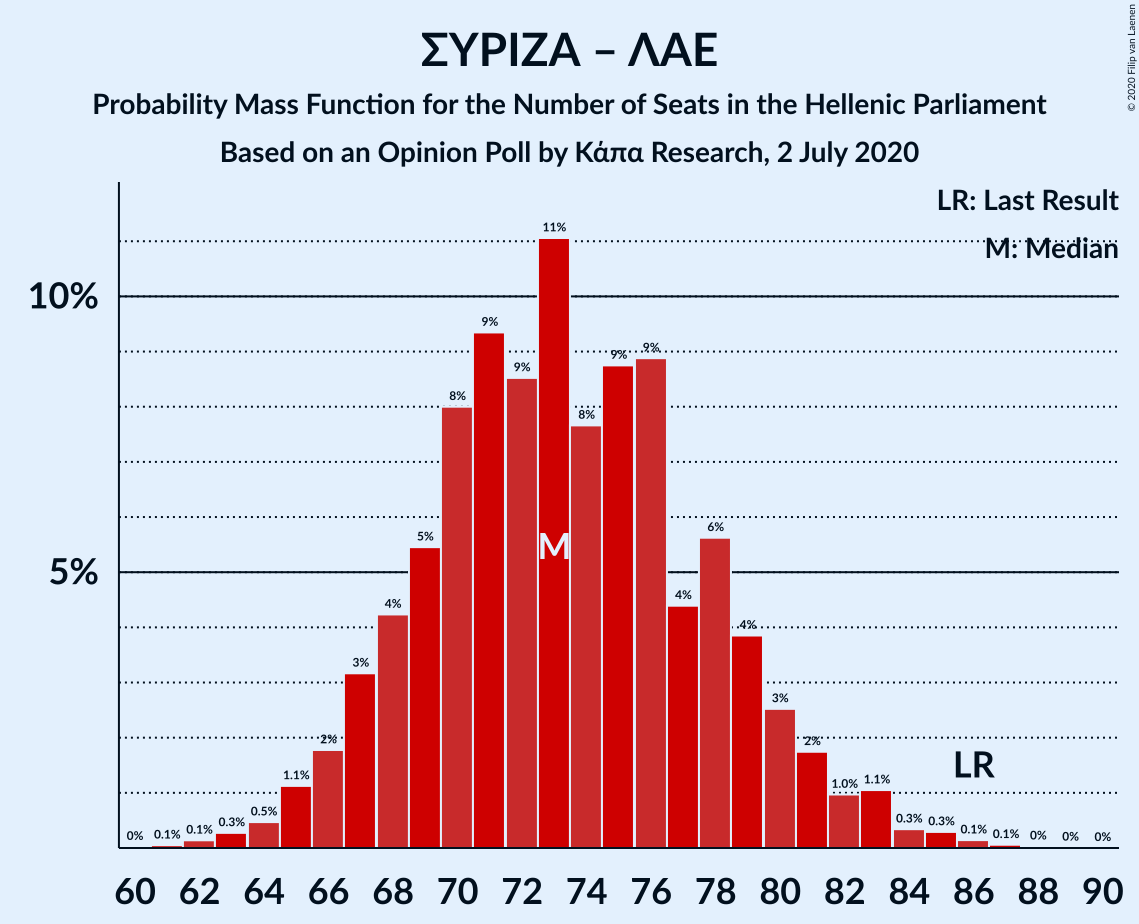 ΣΥΡΙΖΑ – ΛΑΕ
Probability Mass Function for the Number of Seats in the Hellenic Parliament
Based on an Opinion Poll by Κάπα Research, 2 July 2020
© 2020 Filip van Laenen
LR: Last Result
M: Median
10%
5%
0% 0.1% 0.1% 0.3% 0.5% 1.1% 2% 3% 4% 5% 8% 9% 9% 11% 8% 9% 9% 4% 6% 4% 3% 2% 1.0% 1.1% 0.3% 0.3% 0.1% 0.1% 0% 0% 0%
M
LR
60 62 64 66 68 70 72 74 76 78 80 82 84 86 88 90